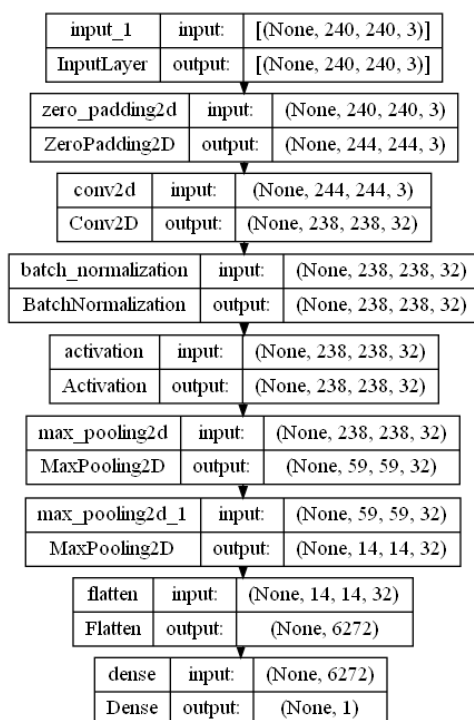 input_1 input: [(None, 240, 240, 3)]
InputLayer output: [(None, 240, 240, 3)]
zero_padding2d input: (None, 240, 240, 3)
ZeroPadding2D output: (None, 244, 244, 3)
conv2d input: (None, 244, 244, 3)
Conv2D output: (None, 238, 238, 32)
batch_normalization input: (None, 238, 238, 32)
BatchNormalization output: (None, 238, 238, 32)
activation input: (None, 238, 238, 32)
Activation output: (None, 238, 238, 32)
max_pooling2d input: (None, 238, 238, 32)
MaxPooling2D output: (None, 59, 59, 32)
max_pooling2d_1 input: (None, 59, 59, 32)
MaxPooling2D output: (None, 14, 14, 32)
flatten input: (None, 14, 14, 32)
Flatten output: (None, 6272)
dense input: (None, 6272)
Dense output: (None, 1)